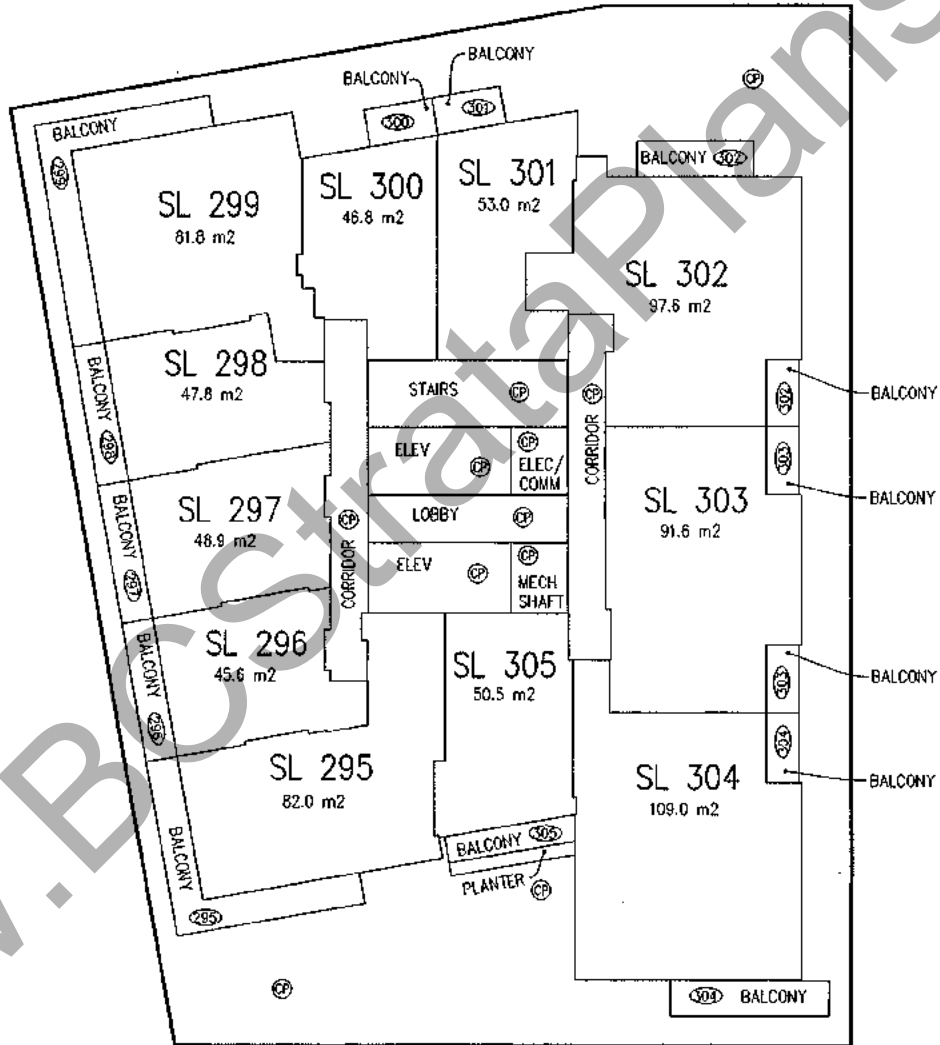 BALCONY
BALCONY
CP
300
301
BALCONY
299
BALCONY 302
SL 299
81.8 m2
SL 300
46.8 m2
SL 301
53.0 m2
SL 302
97.6 m2
SL 298
47.8 m2
BALCONY
298
STAIRS CP
CP
CORRIDOR
302
BALCONY
ELEV CP
CP
ELEC/
COMM
303
BALCONY
SL 297
48.9 m2
BALCONY
297
CP
CORRIDOR
LOBBY CP
SL 303
91.6 m2
ELEV CP
CP
MECH
SHAFT
SL 296
45.6 m2
BALCONY
296
SL 305
50.5 m2
303
BALCONY
304
BALCONY
SL 295
82.0 m2
SL 304
109.0 m2
BALCONY
295
BALCONY 305
PLANTER CP
CP
304 BALCONY
.BCStrataPlans